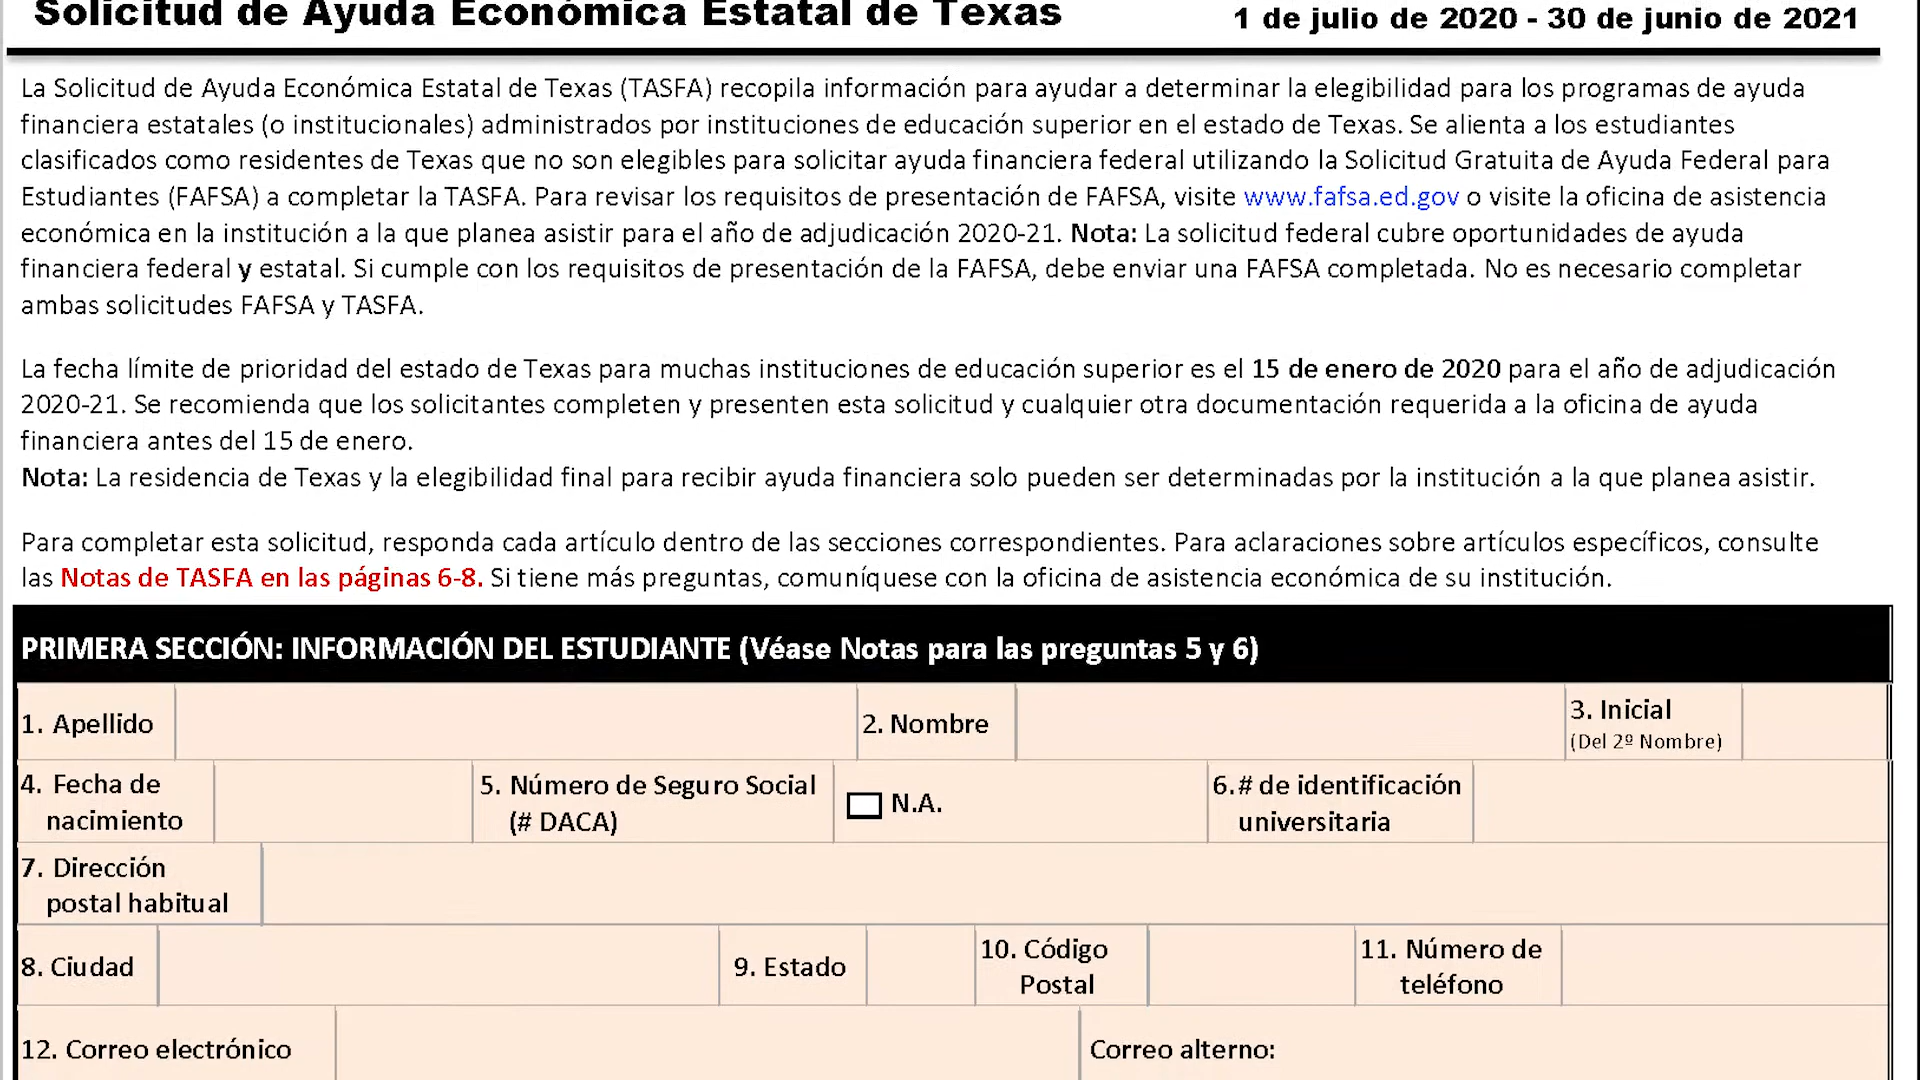 Solicitud de Ayuda Económica Estatal de Texas
1 de julio de 2020 - 30 de junio de 2021
La Solicitud de Ayuda Económica Estatal de Texas (TASFA) recopila información para ayudar a determinar la elegibilidad para los programas de ayuda
financiera estatales (o institucionales) administrados por instituciones de educación superior en el estado de Texas. Se alienta a los estudiantes
clasificados como residentes de Texas que no son elegibles para solicitar ayuda financiera federal utilizando la Solicitud Gratuita de Ayuda Federal para
Estudiantes (FAFSA) a completar la TASFA. Para revisar los requisitos de presentación de FAFSA, visite www.fafsa.ed.gov o visite la oficina de asistencia
económica en la institución a la que planea asistir para el año de adjudicación 2020-21. Nota: La solicitud federal cubre oportunidades de ayuda
financiera federal y estatal. Si cumple con los requisitos de presentación de la FAFSA, debe enviar una FAFSA completada. No es necesario completar
ambas solicitudes FAFSA y TASFA.
La fecha límite de prioridad del estado de Texas para muchas instituciones de educación superior es el 15 de enero de 2020 para el año de adjudicación
2020-21. Se recomienda que los solicitantes completen y presenten esta solicitud y cualquier otra documentación requerida a la oficina de ayuda
financiera antes del 15 de enero.
Nota: La residencia de Texas y la elegibilidad final para recibir ayuda financiera solo pueden ser determinadas por la institución a la que planea asistir.
Para completar esta solicitud, responda cada artículo dentro de las secciones correspondientes. Para aclaraciones sobre artículos específicos, consulte
las Notas de TASFA en las páginas 6-8. Si tiene más preguntas, comuníquese con la oficina de asistencia económica de su institución.
PRIMERA SECCIÓN: INFORMACIÓN DEL ESTUDIANTE (Véase Notas para las preguntas 5 y 6)
1. Apellido
2. Nombre
3. Inicial
(Del 2º Nombre)
4. Fecha de
nacimiento
5. Número de Seguro Social
(# DACA)
N.A.
6.# de identificación
universitaria
7. Dirección
postal habitual
8. Ciudad
9. Estado
10. Código
Postal
11. Número de
teléfono
12. Correo electrónico
Correo alterno: